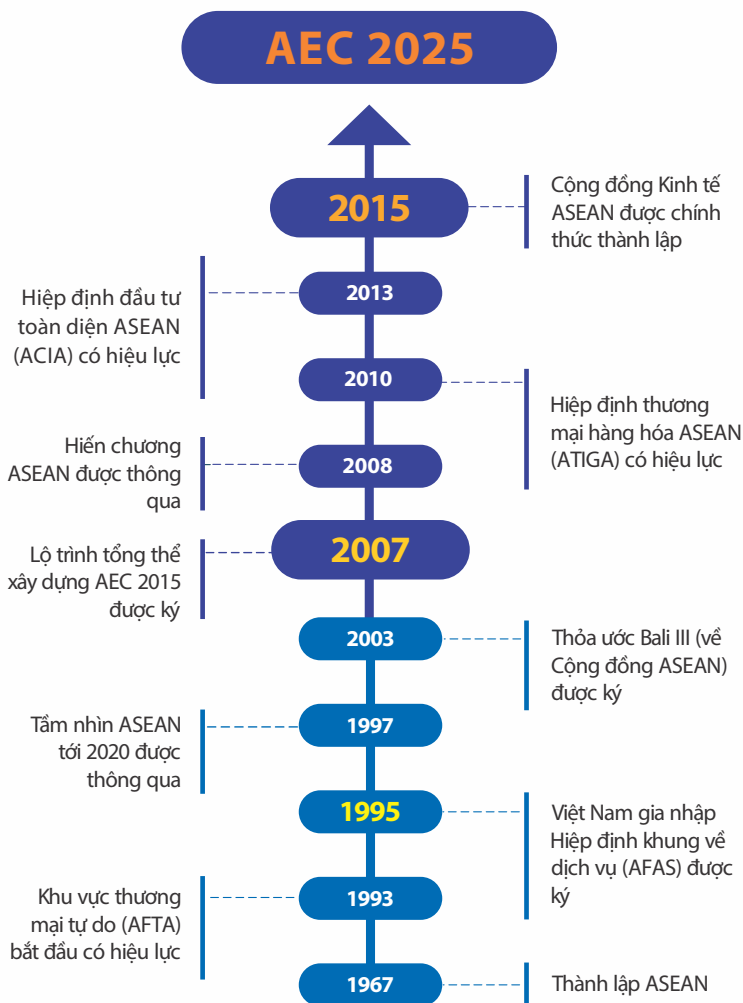 AEC 2025
2015
Cộng đồng Kinh tế
ASEAN được chính
thức thành lập
2013
Hiệp định đầu tư
toàn diện ASEAN
(ACIA) có hiệu lực
2010
Hiệp định thương
mại hàng hóa ASEAN
(ATIGA) có hiệu lực
2008
Hiến chương
ASEAN được thông
qua
2007
Lộ trình tổng thể
xây dựng AEC 2015
được ký
2003
Thỏa ước Bali III (về
Cộng đồng ASEAN)
được ký
1997
Tầm nhìn ASEAN
tới 2020 được
thông qua
1995
Việt Nam gia nhập
Hiệp định khung về
dịch vụ (AFAS) được
ký
1993
Khu vực thương
mại tự do (AFTA)
bắt đầu có hiệu lực
1967
Thành lập ASEAN